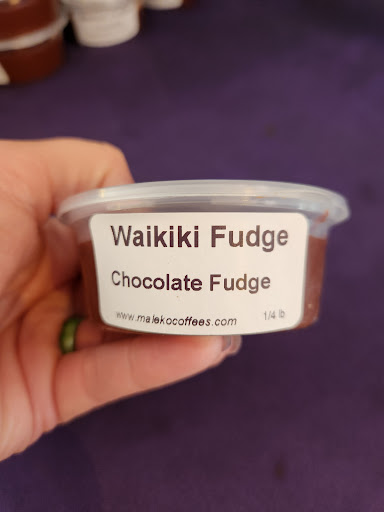 Waikiki Fudge
Chocolate Fudge
www.malekocoffees.com 1/4 lb